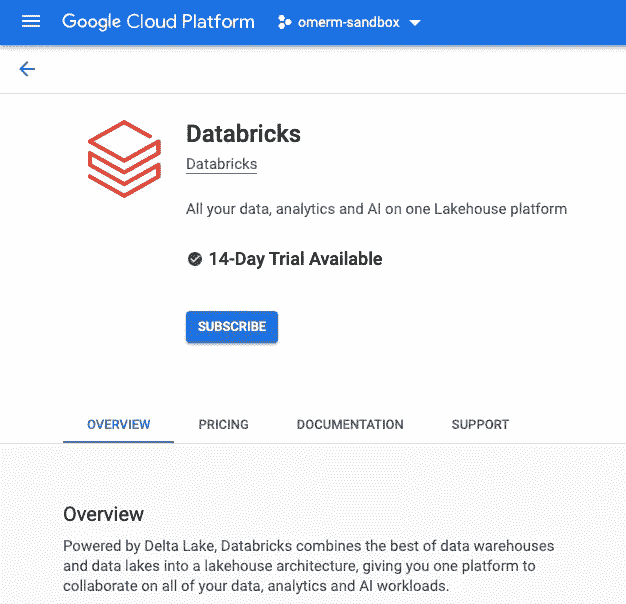 Google Cloud Platform omerm-sandbox
Databricks
Databricks
All your data, analytics and AI on one Lakehouse platform
14-Day Trial Available
SUBSCRIBE
OVERVIEW PRICING DOCUMENTATION SUPPORT
Overview
Powered by Delta Lake, Databricks combines the best of data warehouses
and data lakes into a lakehouse architecture, giving you one platform to
collaborate on all of your data, analytics and AI workloads.